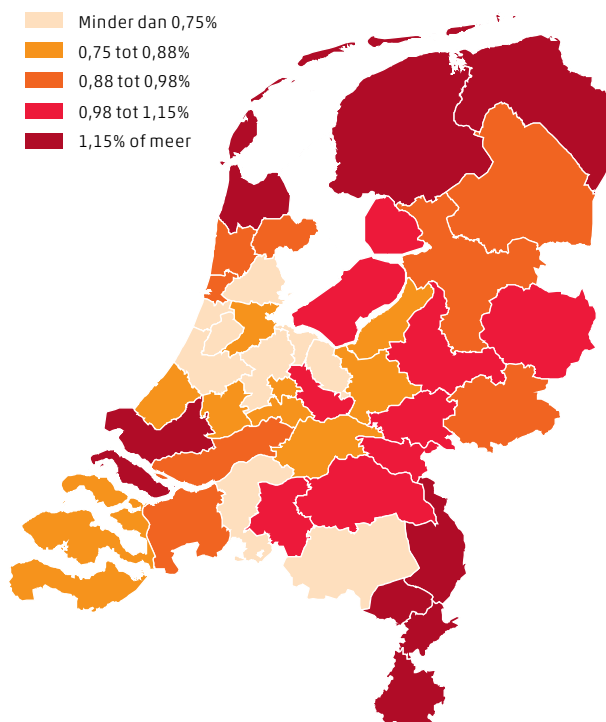 Minder dan 0,75%
0,75 tot 0,88%
0,88 tot 0,98%
0,98 tot 1,15%
1,15% of meer